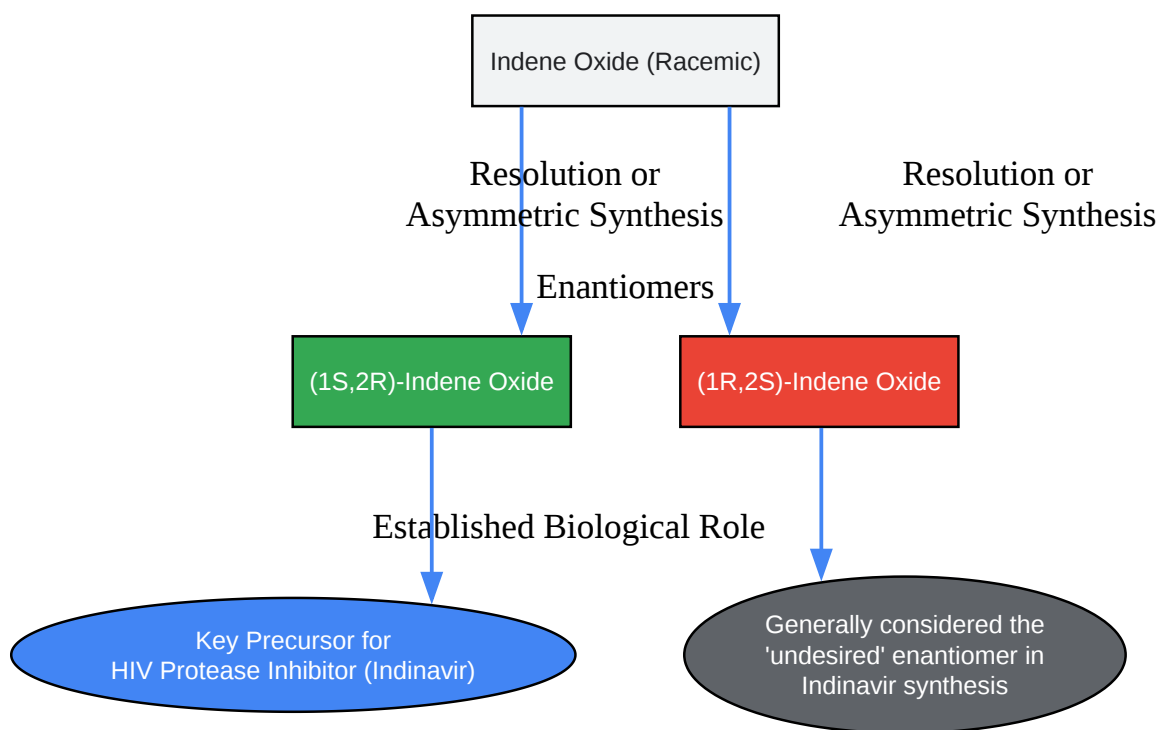 Indene Oxide (Racemic)
Resolution or
Asymmetric Synthesis
Resolution or
Asymmetric Synthesis
Enantiomers
(1S,2R)-Indene Oxide
(1R,2S)-Indene Oxide
Established Biological Role
Key Precursor for
HIV Protease Inhibitor (Indinavir)
Generally considered the
'undesired' enantiomer in
Indinavir synthesis